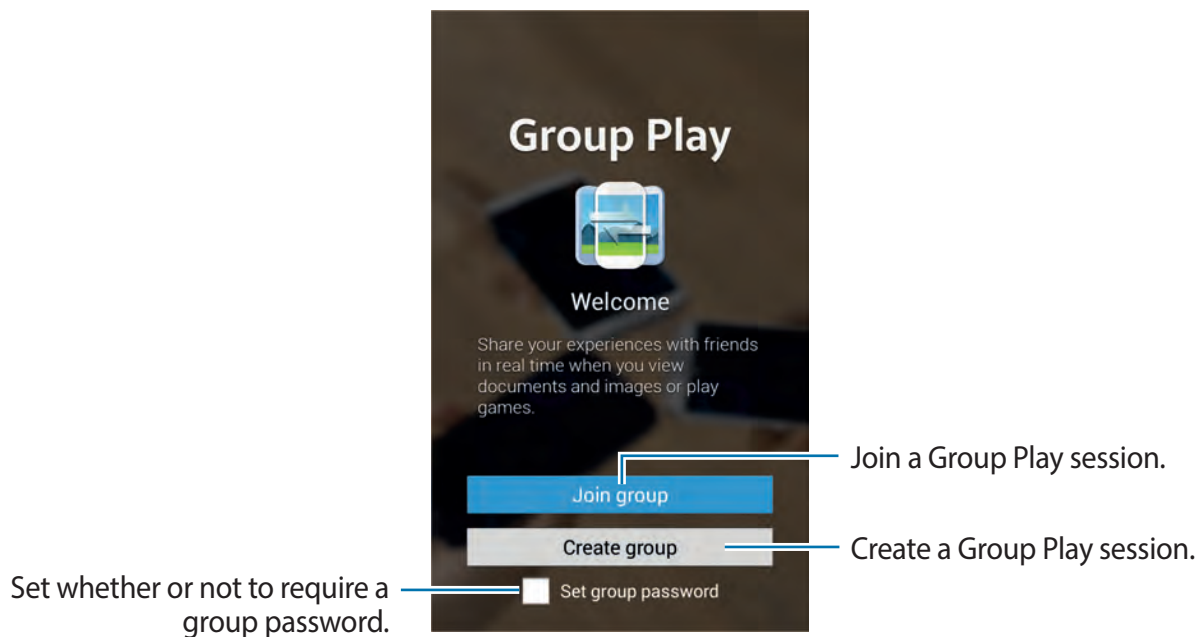 Group Play
Welcome
Share your experiences with friends
in real time when you view
documents and images or play
games.
Join a Group Play session.
Join group
Create group
Create a Group Play session.
Set whether or not to require a
group password.
Set group password